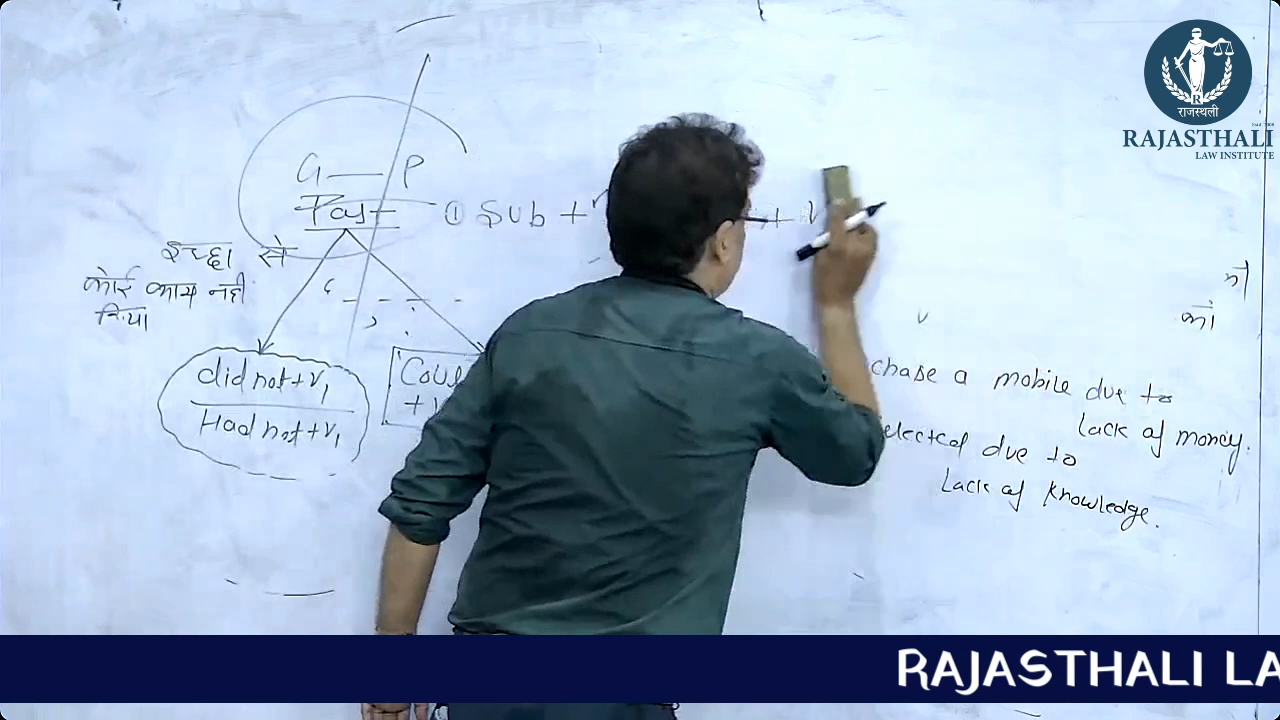 G — P
Past
① Sub +
+ V
इच्छा से
कोई कार्य नही
किया
did not + V₁
Had not + V₁
को
chase a mobile due to
lack of money.
elected due to
Lack of knowledge.
राजस्थली
RAJASTHALI
LAW INSTITUTE
RAJASTHALI LA